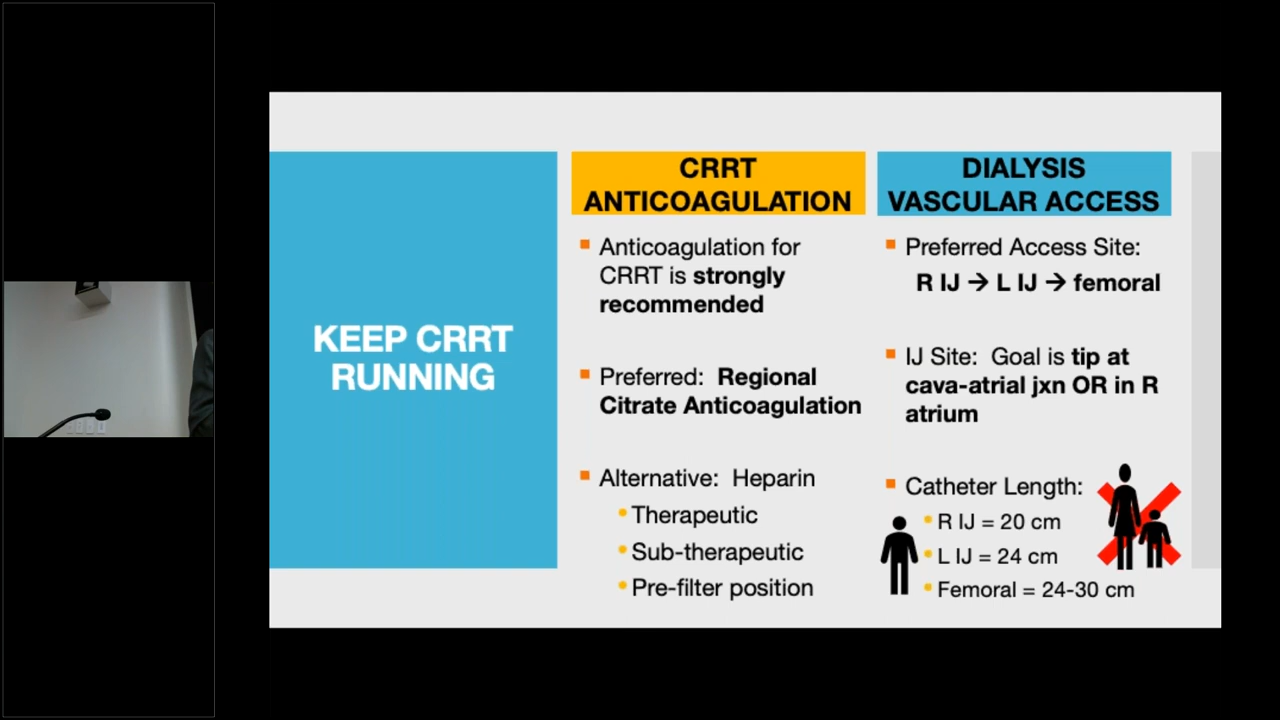 KEEP CRRT
RUNNING
CRRT
ANTICOAGULATION
Anticoagulation for
CRRT is strongly
recommended
Preferred: Regional
Citrate Anticoagulation
Alternative: Heparin
Therapeutic
Sub-therapeutic
Pre-filter position
DIALYSIS
VASCULAR ACCESS
Preferred Access Site:
R IJ → L IJ → femoral
IJ Site: Goal is tip at
cava-atrial jxn OR in R
atrium
Catheter Length:
R IJ = 20 cm
L IJ = 24 cm
Femoral = 24-30 cm